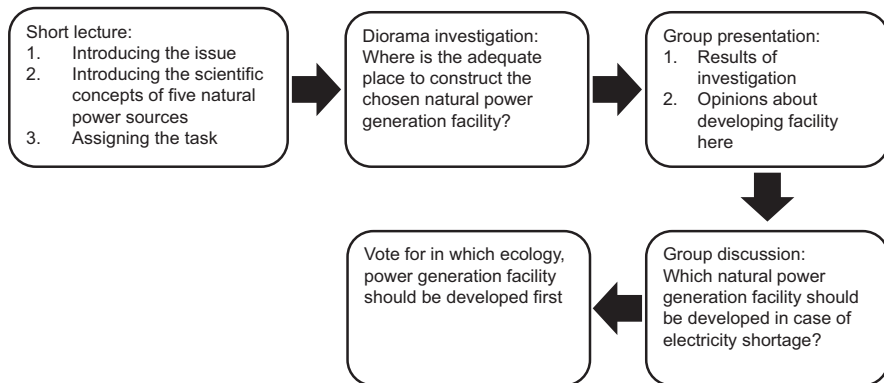 Short lecture:
1. Introducing the issue
2. Introducing the scientific
concepts of five natural
power sources
3. Assigning the task
Diorama investigation:
Where is the adequate
place to construct the
chosen natural power
generation facility?
Group presentation:
1. Results of
investigation
2. Opinions about
developing facility
here
Group discussion:
Which natural power
generation facility should
be developed in case of
electricity shortage?
Vote for in which ecology,
power generation facility
should be developed first